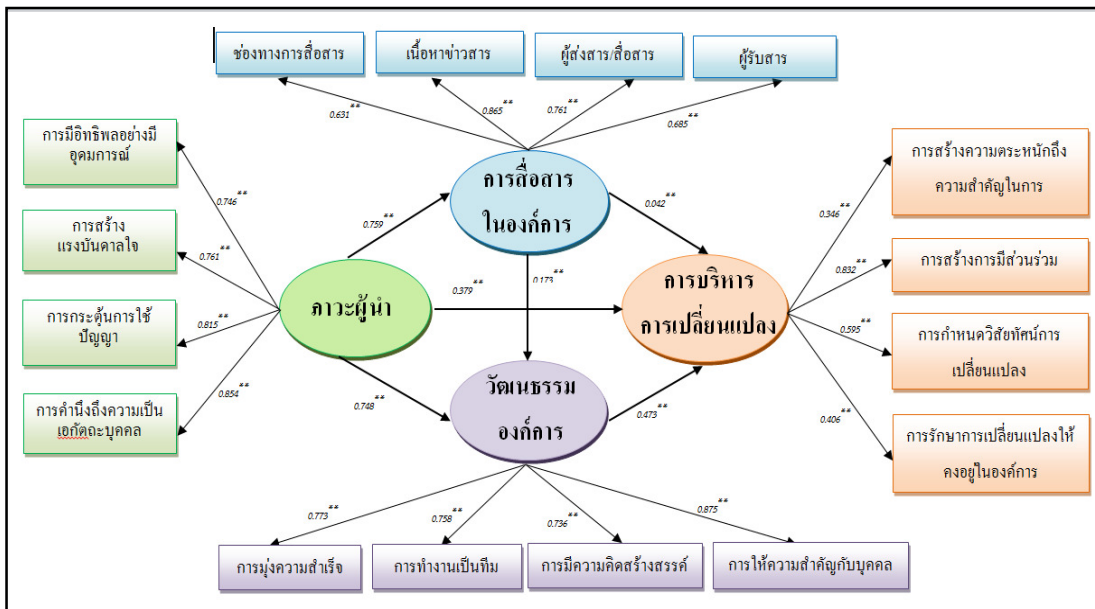 ช่องทางการสื่อสาร
เนื้อหาข่าวสาร
ผู้ส่งสาร/สื่อสาร
ผู้รับสาร
0.631**
0.865**
0.761**
0.685**
การมีอิทธิพลอย่างมี
อุดมการณ์
การสร้าง
แรงบันดาลใจ
การกระตุ้นการใช้
ปัญญา
การคำนึงถึงความเป็น
เอกัตถะบุคคล
0.746**
0.761**
0.815**
0.854**
การสื่อสาร
ในองค์การ
0.759**
0.042**
ภาวะผู้นำ
0.379**
0.173**
การบริหาร
การเปลี่ยนแปลง
0.748**
วัฒนธรรม
องค์การ
0.473**
0.346**
0.832**
0.595**
0.406**
การสร้างความตระหนักถึง
ความสำคัญในการ
การสร้างการมีส่วนร่วม
การกำหนดวิสัยทัศน์การ
เปลี่ยนแปลง
การรักษาการเปลี่ยนแปลงให้
คงอยู่ในองค์การ
0.773**
0.758**
0.736**
0.875**
การมุ่งความสำเร็จ
การทำงานเป็นทีม
การมีความคิดสร้างสรรค์
การให้ความสำคัญกับบุคคล